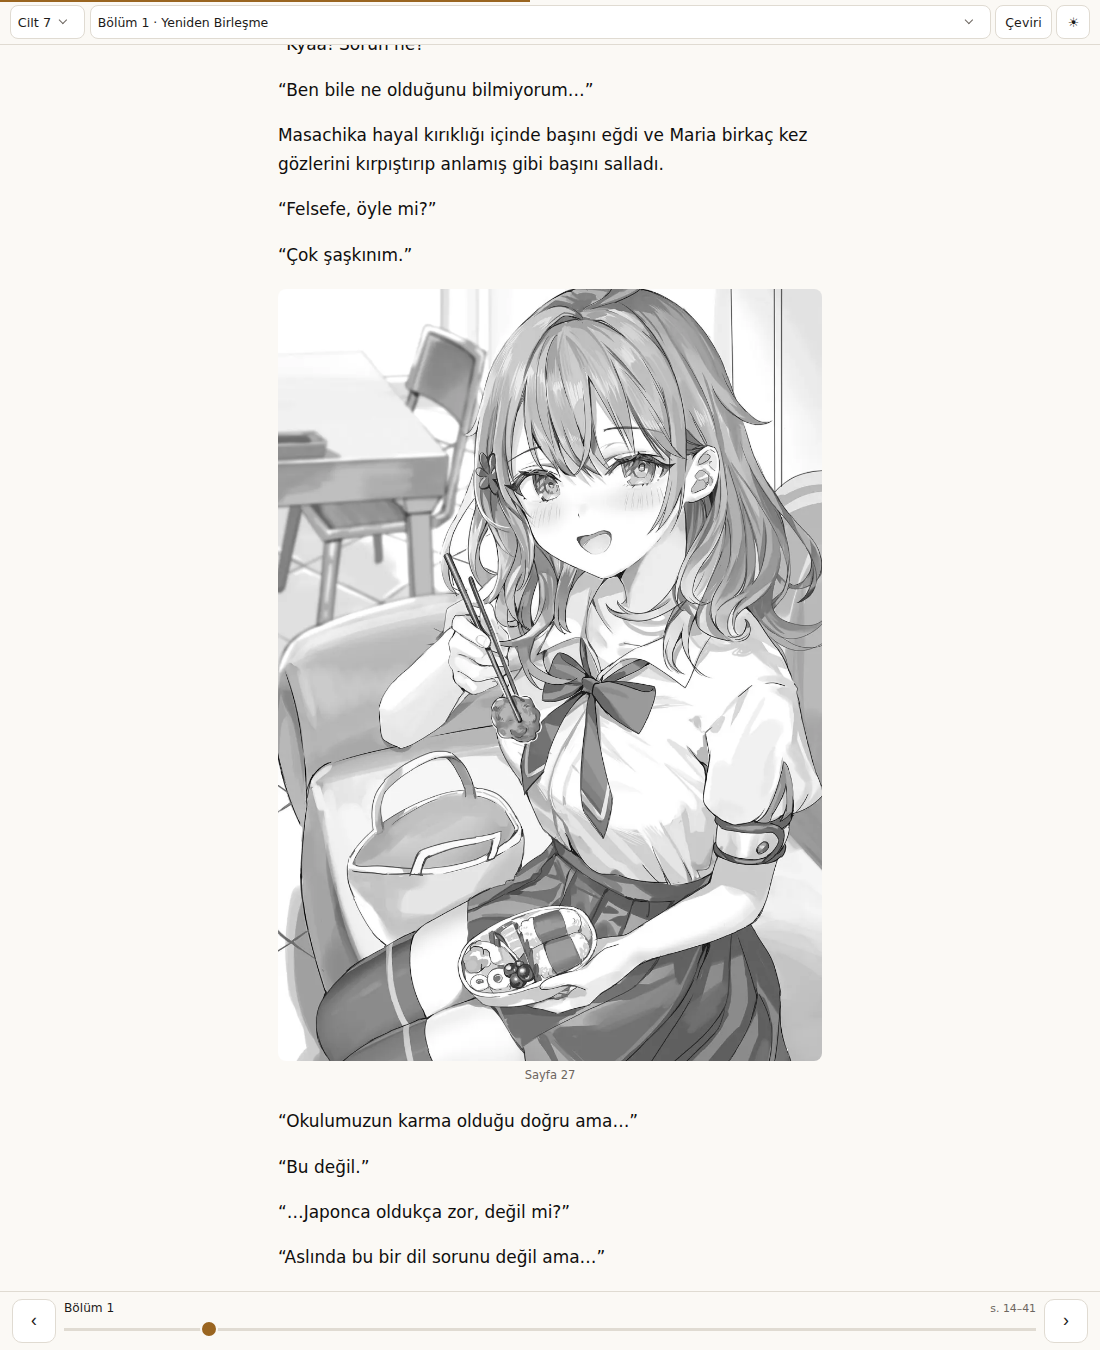 Cilt 7
Bölüm 1 · Yeniden Birleşme
Çeviri
“Kyaa? Sorun ne?”
“Ben bile ne olduğunu bilmiyorum…”
Masachika hayal kırıklığı içinde başını eğdi ve Maria birkaç kez
gözlerini kırpıştırıp anlamış gibi başını salladı.
“Felsefe, öyle mi?”
“Çok şaşkınım.”
Sayfa 27
“Okulumuzun karma olduğu doğru ama…”
“Bu değil.”
“…Japonca oldukça zor, değil mi?”
“Aslında bu bir dil sorunu değil ama…”
Bölüm 1
s. 14–41